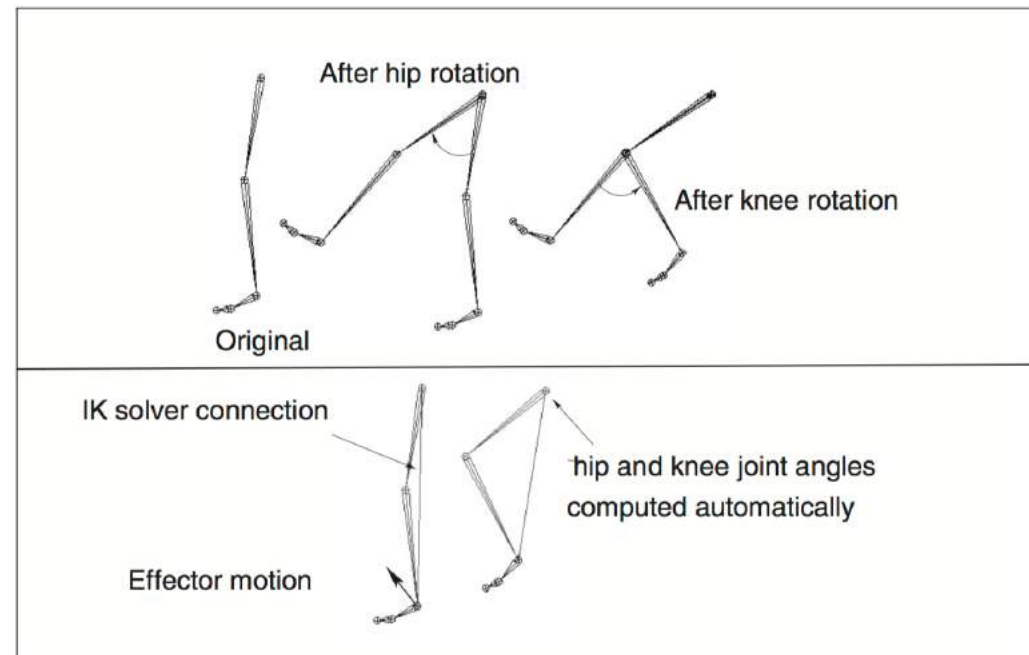 After hip rotation
After knee rotation
Original
IK solver connection
hip and knee joint angles
computed automatically
Effector motion